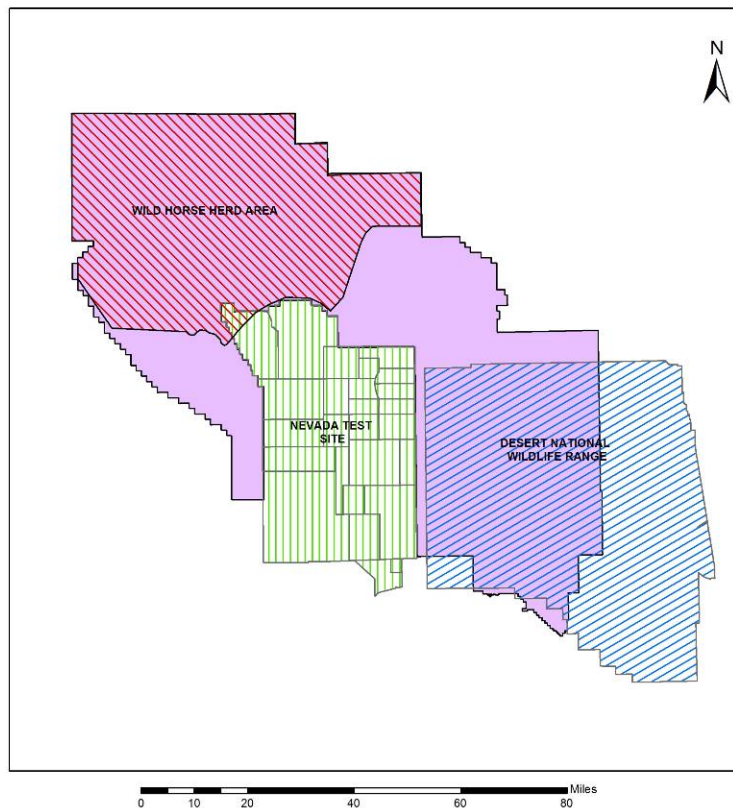 N
WILD HORSE HERD AREA
NEVADA TEST
SITE
DESERT NATIONAL
WILDLIFE RANGE
Miles
0 10 20 40 60 80